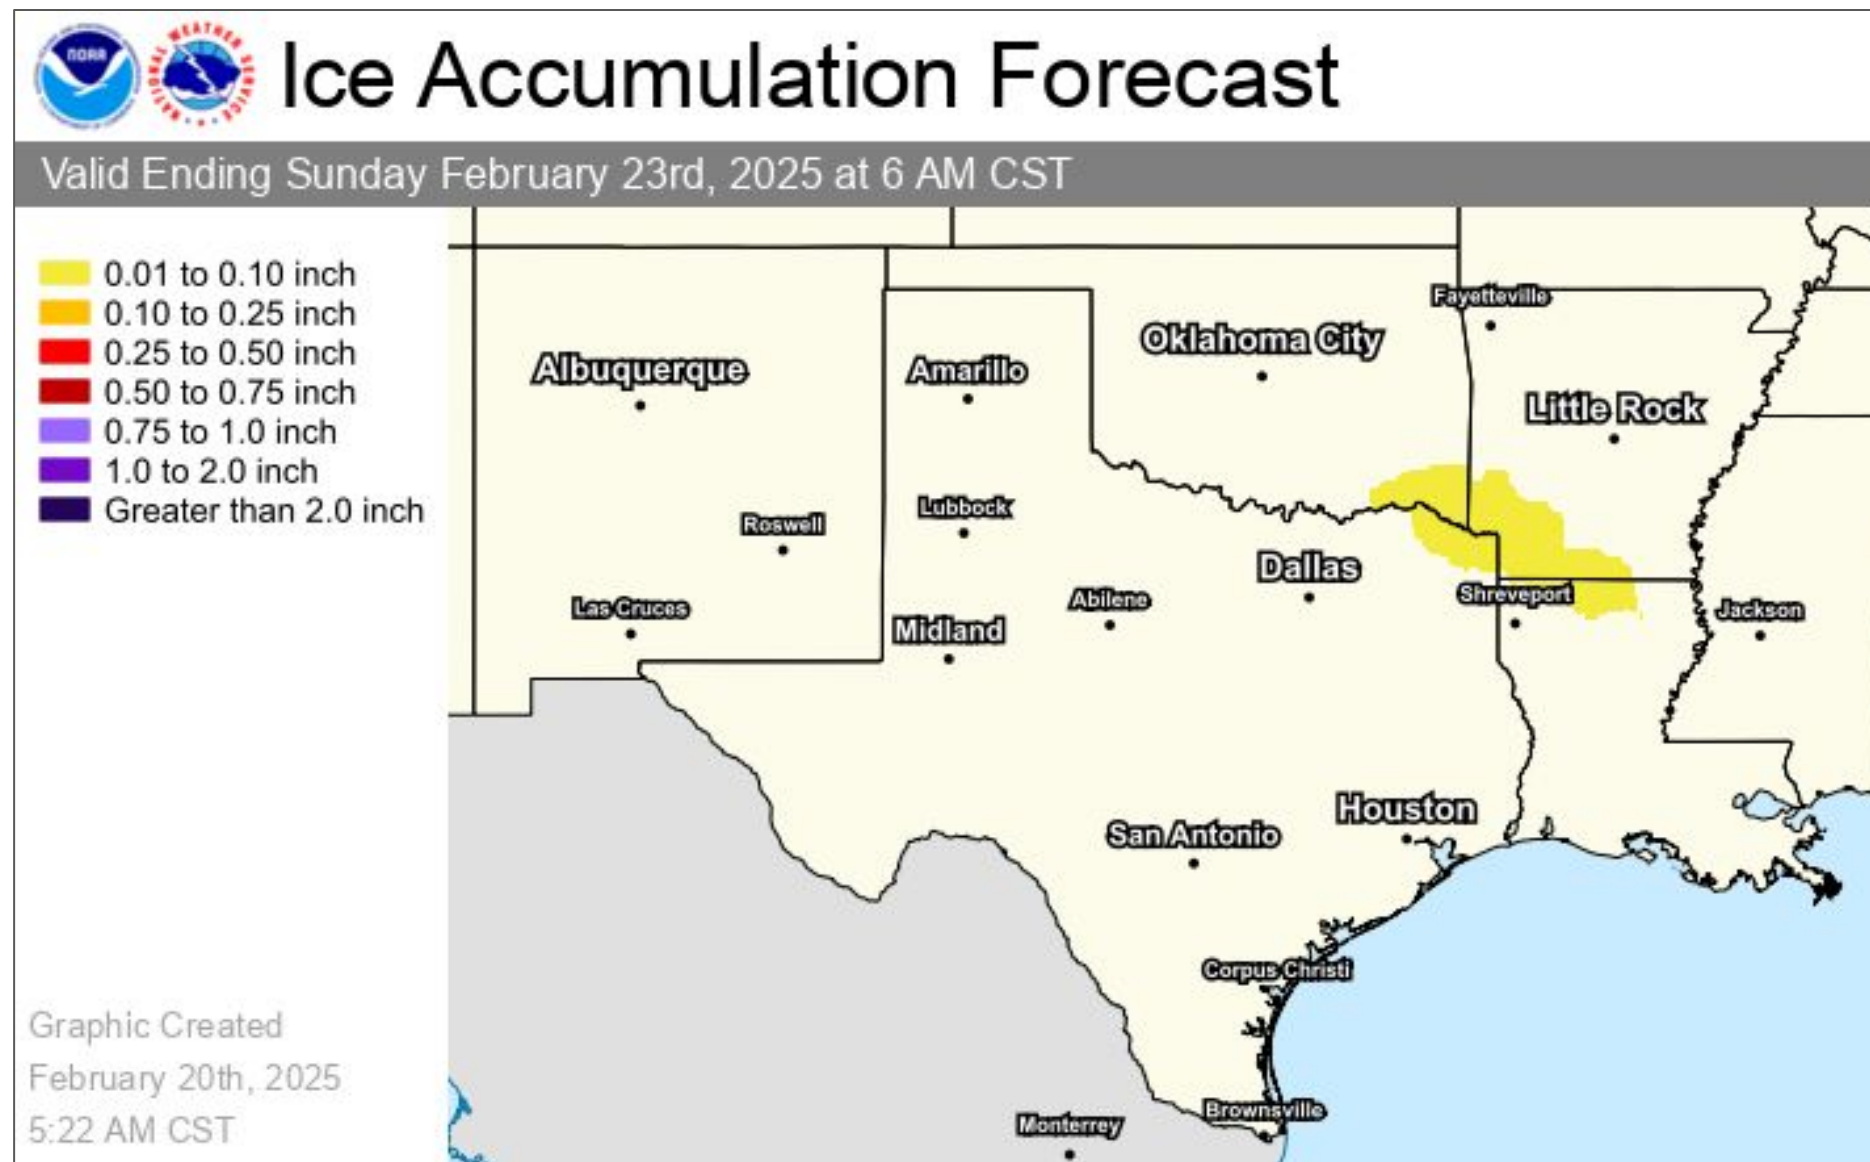 NOAA
NATIONAL WEATHER SERVICE
Ice Accumulation Forecast
Valid Ending Sunday February 23rd, 2025 at 6 AM CST
0.01 to 0.10 inch
0.10 to 0.25 inch
0.25 to 0.50 inch
0.50 to 0.75 inch
0.75 to 1.0 inch
1.0 to 2.0 inch
Greater than 2.0 inch
Fayetteville
Oklahoma City
Albuquerque
Amarillo
Little Rock
Lubbock
Roswell
Dallas
Shreveport
Abilene
Las Cruces
Jackson
Midland
Houston
San Antonio
Corpus Christi
Brownsville
Monterrey
Graphic Created
February 20th, 2025
5:22 AM CST